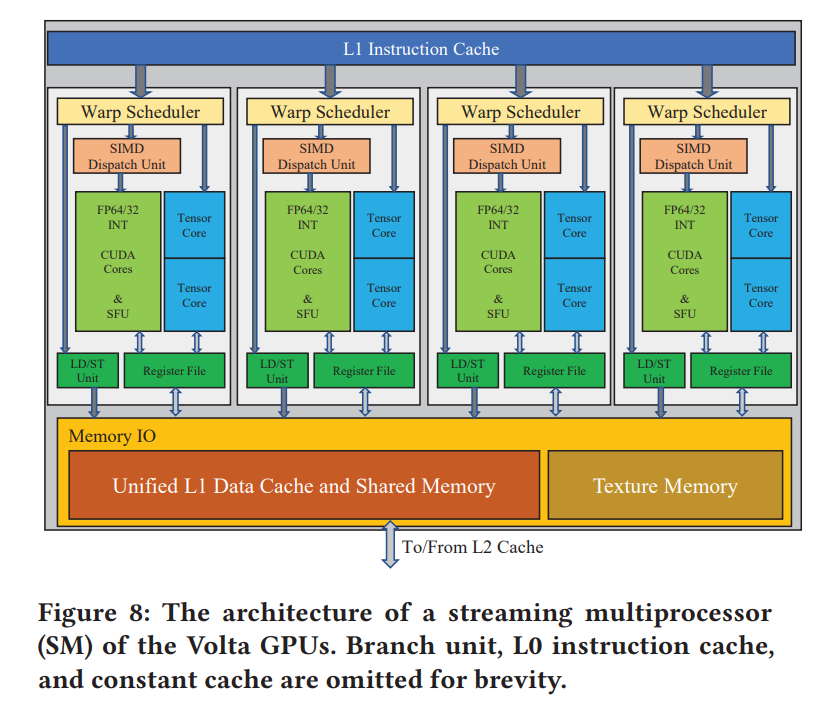 L1 Instruction Cache
Warp Scheduler
SIMD
Dispatch Unit
FP64/32
INT
CUDA
Cores
&
SFU
Tensor
Core
Tensor
Core
LD/ST
Unit
Register File
Warp Scheduler
SIMD
Dispatch Unit
FP64/32
INT
CUDA
Cores
&
SFU
Tensor
Core
Tensor
Core
LD/ST
Unit
Register File
Warp Scheduler
SIMD
Dispatch Unit
FP64/32
INT
CUDA
Cores
&
SFU
Tensor
Core
Tensor
Core
LD/ST
Unit
Register File
Warp Scheduler
SIMD
Dispatch Unit
FP64/32
INT
CUDA
Cores
&
SFU
Tensor
Core
Tensor
Core
LD/ST
Unit
Register File
Memory IO
Unified L1 Data Cache and Shared Memory
Texture Memory
To/From L2 Cache
Figure 8: The architecture of a streaming multiprocessor
(SM) of the Volta GPUs. Branch unit, L0 instruction cache,
and constant cache are omitted for brevity.